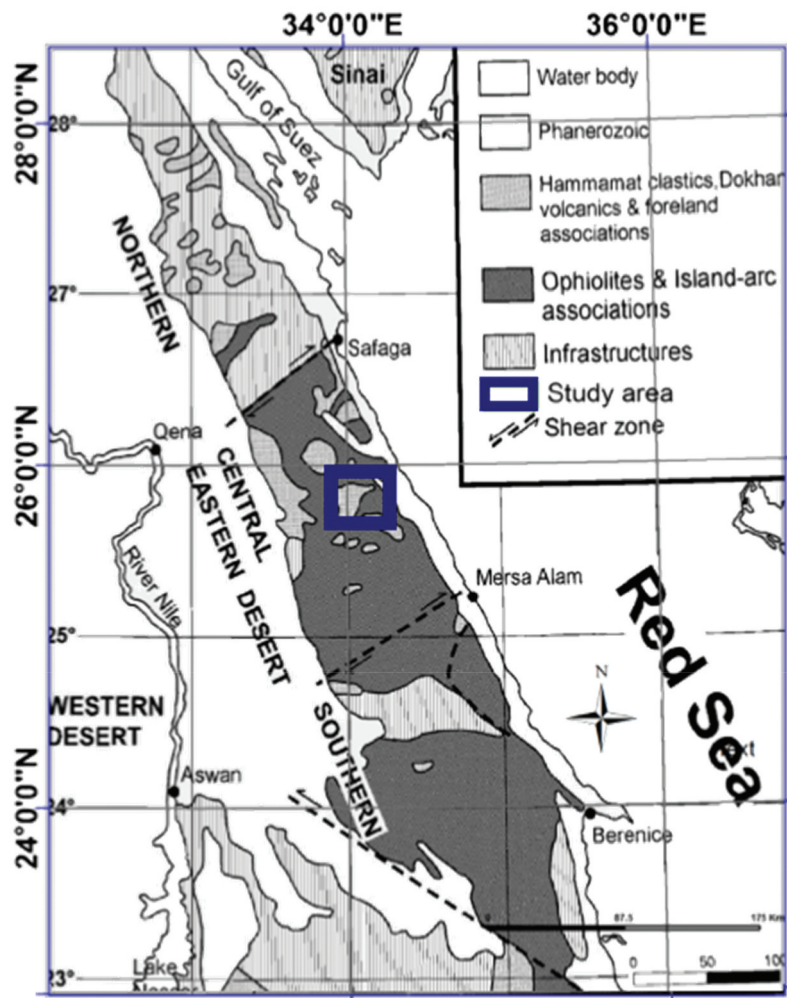 34°0'0"E
36°0'0"E
28°0'0"N
26°0'0"N
24°0'0"N
28°
27°
25°
24°
23°
Sinai
Gulf of Suez
NORTHERN
Safaga
Qena
CENTRAL
EASTERN DESERT
River Nile
Mersa Alam
Red Sea
WESTERN
DESERT
SOUTHERN
Aswan
Berenice
Lake
N
Water body
Phanerozoic
Hammamat clastics,Dokhan
volcanics & foreland
associations
Ophiolites & Island-arc
associations
Infrastructures
Study area
Shear zone
0 87.5 175 Km
0 50 100